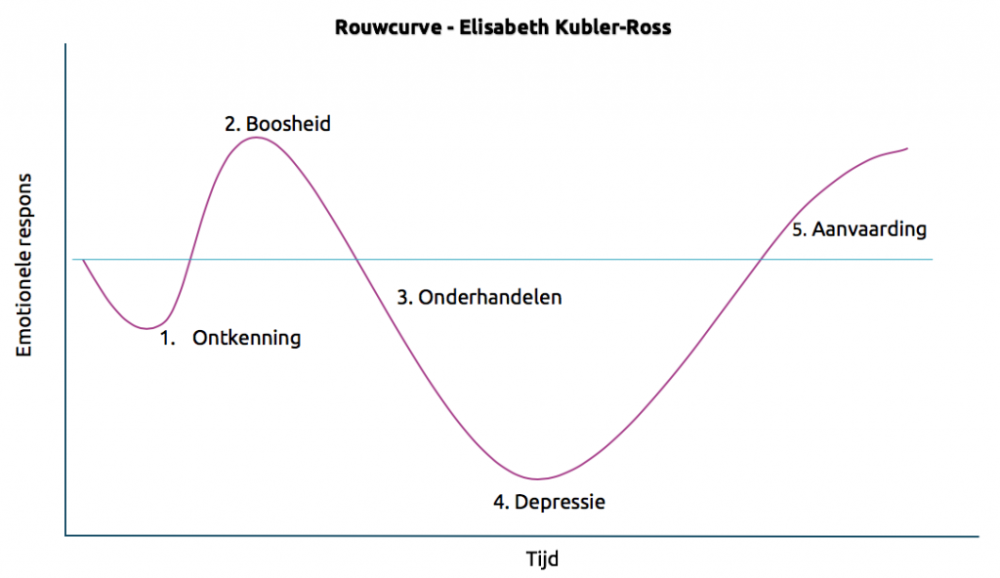 Rouwcurve - Elisabeth Kubler-Ross
2. Boosheid
5. Aanvaarding
3. Onderhandelen
1. Ontkenning
4. Depressie
Emotionele respons
Tijd